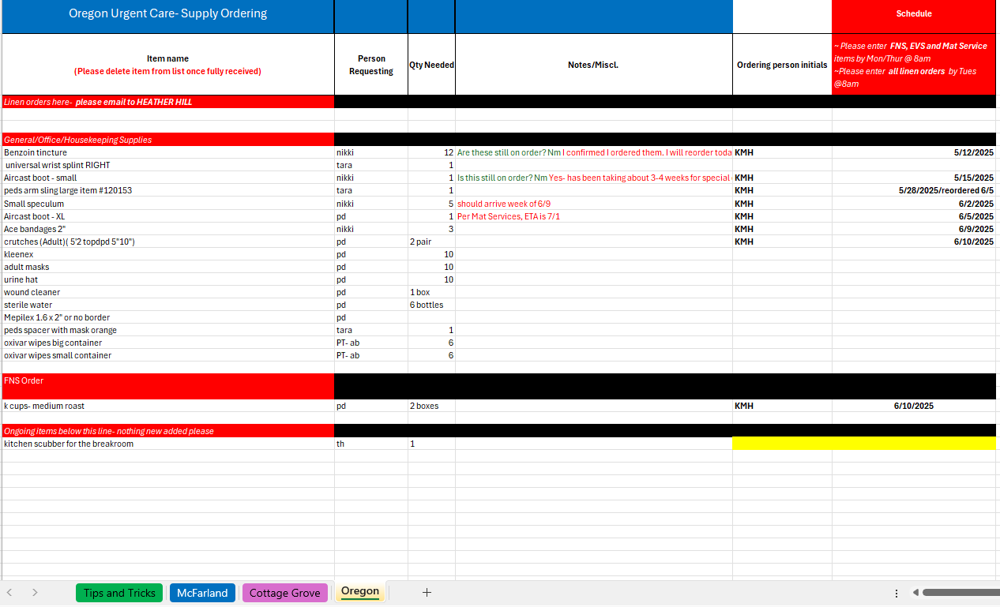 Oregon Urgent Care- Supply Ordering
Schedule
Item name
(Please delete item from list once fully received)
Person
Requesting
Qty Needed
Notes/Miscl.
Ordering person initials
~ Please enter FNS, EVS and Mat Service
items by Mon/Thur @ 8am
~Please enter all linen orders by Tues
@8am
Linen orders here- please email to HEATHER HILL
General/Office/Housekeeping Supplies
Benzoin tincture nikki 12 Are these still on order? Nm I confirmed I ordered them. I will reorder toda KMH 5/12/2025
universal wrist splint RIGHT tara 1
Aircast boot - small nikki 1 Is this still on order? Nm Yes- has been taking about 3-4 weeks for special KMH 5/15/2025
peds arm sling large item #120153 tara 1 KMH 5/28/2025/reordered 6/5
Small speculum nikki 5 should arrive week of 6/9 KMH 6/2/2025
Aircast boot - XL pd 1 Per Mat Services, ETA is 7/1 KMH 6/5/2025
Ace bandages 2" nikki 3 KMH 6/9/2025
crutches (Adult)( 5'2 topdpd 5"10") pd 2 pair KMH 6/10/2025
kleenex pd 10
adult masks pd 10
urine hat pd 10
wound cleaner pd 1 box
sterile water pd 6 bottles
Mepilex 1.6 x 2" or no border pd
peds spacer with mask orange tara 1
oxivar wipes big container PT- ab 6
oxivar wipes small container PT- ab 6
FNS Order
k cups- medium roast pd 2 boxes KMH 6/10/2025
Ongoing items below this line- nothing new added please
kitchen scubber for the breakroom th 1
Tips and Tricks McFarland Cottage Grove Oregon